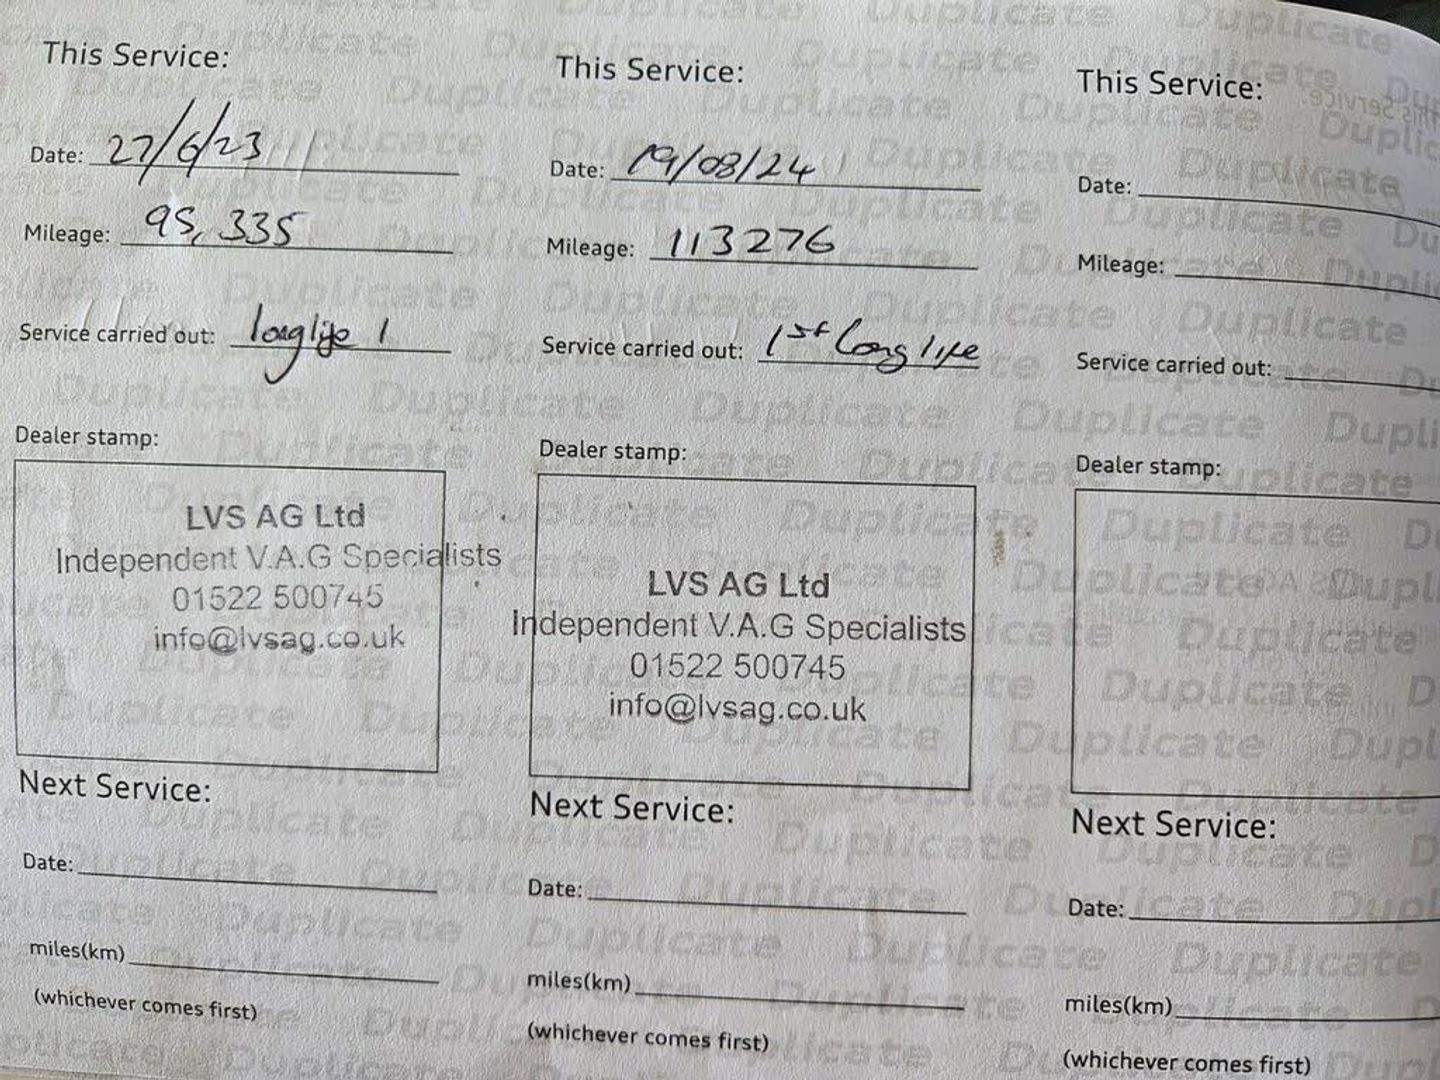 This Service:
Date: 27/6/23
Mileage: 95,335
Service carried out: longlife 1
Dealer stamp:
LVS AG Ltd
Independent V.A.G Specialists
01522 500745
info@lvsag.co.uk
Next Service:
Date:
miles(km)
(whichever comes first)
This Service:
Date: 19/08/24
Mileage: 113276
Service carried out: 1st Long life
Dealer stamp:
LVS AG Ltd
Independent V.A.G Specialists
01522 500745
info@lvsag.co.uk
Next Service:
Date:
miles(km)
(whichever comes first)
This Service:
Date:
Mileage:
Service carried out:
Dealer stamp:
Next Service:
Date:
miles(km)
(whichever comes first)
Duplicate